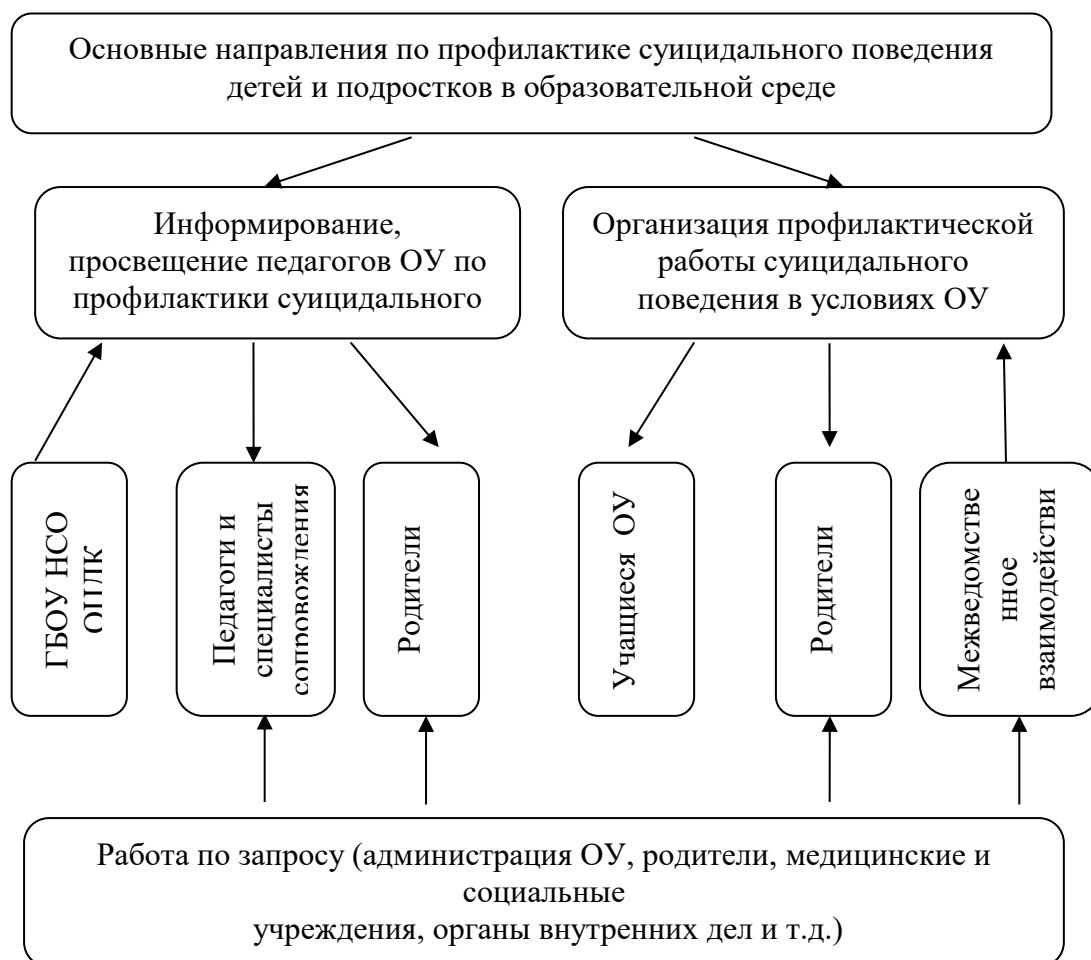 Основные направления по профилактике суицидального поведения
детей и подростков в образовательной среде
Информирование,
просвещение педагогов ОУ по
профилактики суицидального
Организация профилактической
работы суицидального
поведения в условиях ОУ
ГБОУ НСО
Педагоги и
специалисты
сопровождения
Родители
Учащиеся ОУ
Родители
Межведомстве
нное
взаимодействи
Работа по запросу (администрация ОУ, родители, медицинские и
социальные
учреждения, органы внутренних дел и т.д.)